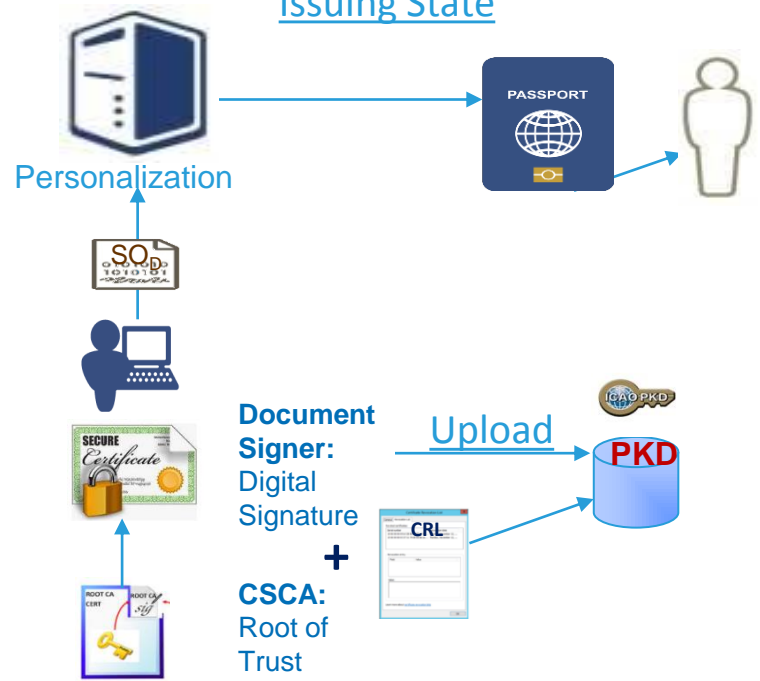 Issuing State
PASSPORT
Personalization
SOD
1010101
ICAO PKD
SECURE
Certificate
Document
Signer:
Digital
Signature
Upload
PKD
CRL
+
CSCA:
Root of
Trust
ROOT CA
CERT
ROOT CA
sig